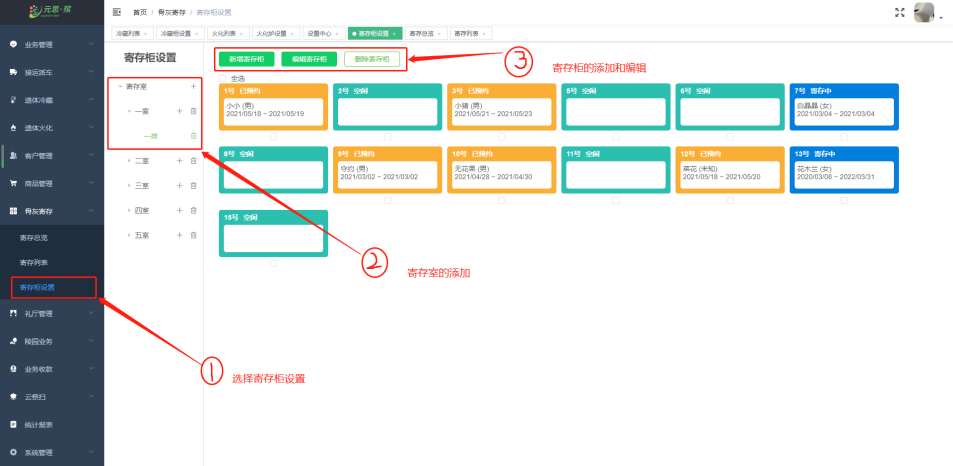 元思·殡
首页 / 骨灰寄存 / 寄存柜设置
冷藏列表 × 冷藏柜设置 × 火化列表 × 火化炉设置 × 设置中心 × 寄存柜设置 × 寄存总览 × 寄存列表 ×
业务管理
接运派车
遗体冷藏
遗体火化
客户管理
商品管理
骨灰寄存
寄存总览
寄存列表
寄存柜设置
礼厅管理
陵园业务
业务收款
云祭扫
统计报表
系统管理
寄存柜设置
寄存室 +
一室 +
一排
二室 +
三室 +
四室 +
五室 +
新增寄存柜 编辑寄存柜 删除寄存柜
全选
1号 已预约
小小 (男)
2021/05/18 ~ 2021/05/19
2号 空闲
3号 已预约
小猪 (男)
2021/05/21 ~ 2021/05/23
5号 空闲
6号 空闲
7号 寄存中
白晶晶 (女)
2021/03/04 ~ 2021/03/04
8号 空闲
9号 已预约
守约 (男)
2021/03/02 ~ 2021/03/02
10号 已预约
无花果 (男)
2021/04/28 ~ 2021/04/30
11号 空闲
12号 已预约
菜花 (未知)
2021/05/18 ~ 2021/05/20
13号 寄存中
花木兰 (女)
2020/03/08 ~ 2022/03/31
15号 空闲
3
寄存柜的添加和编辑
2
寄存室的添加
1
选择寄存柜设置